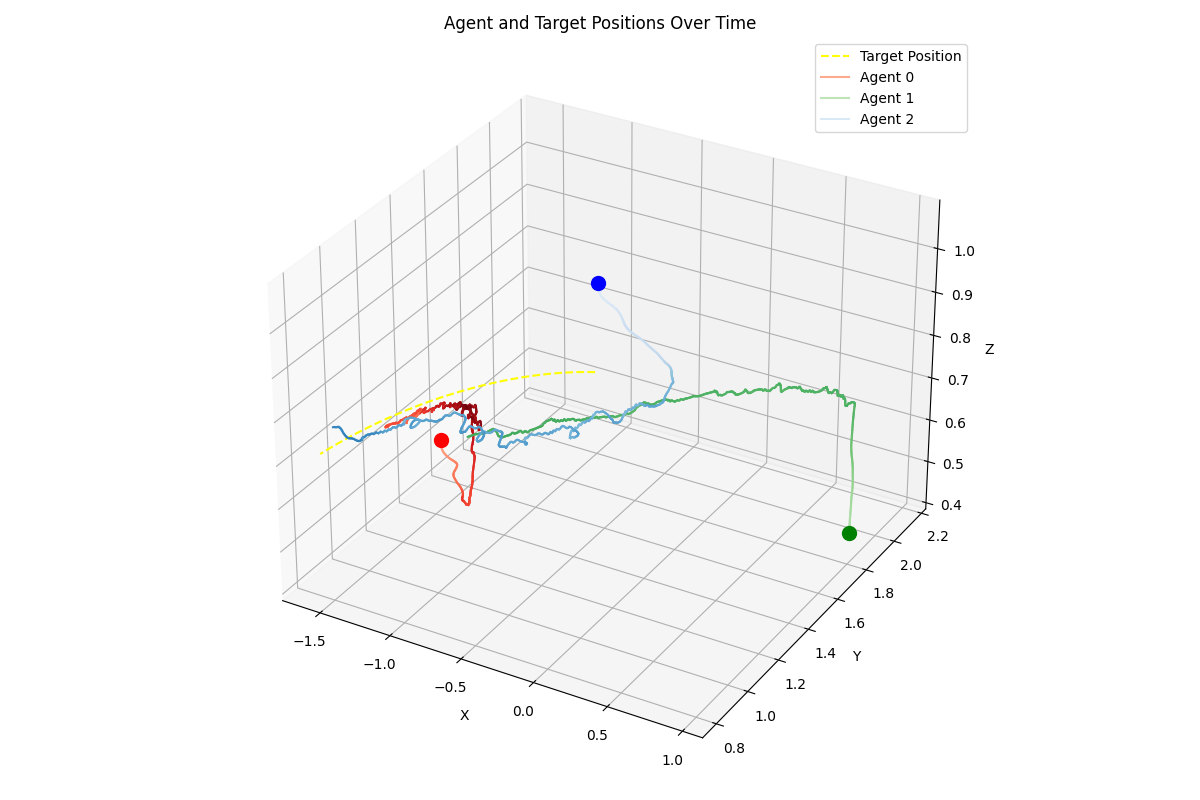 Agent and Target Positions Over Time
Target Position
Agent 0
Agent 1
Agent 2
1.0
0.9
0.8
Z
0.7
0.6
0.5
0.4
2.2
2.0
1.8
1.6
1.4
Y
1.2
1.0
0.8
−1.5
−1.0
−0.5
X
0.0
0.5
1.0